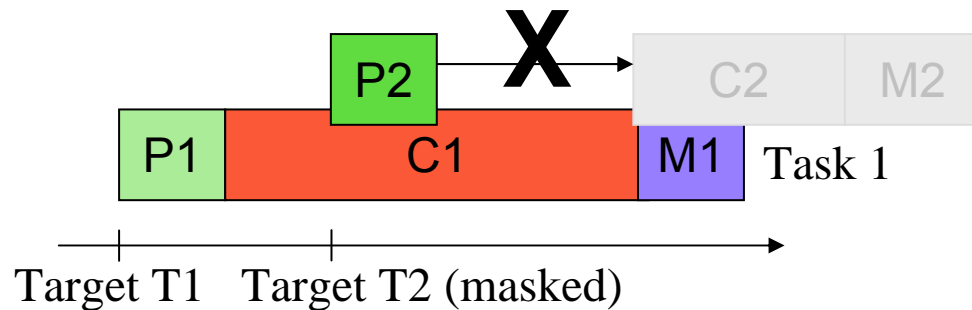 X
P2 C2 M2
P1 C1 M1 Task 1
Target T1 Target T2 (masked)